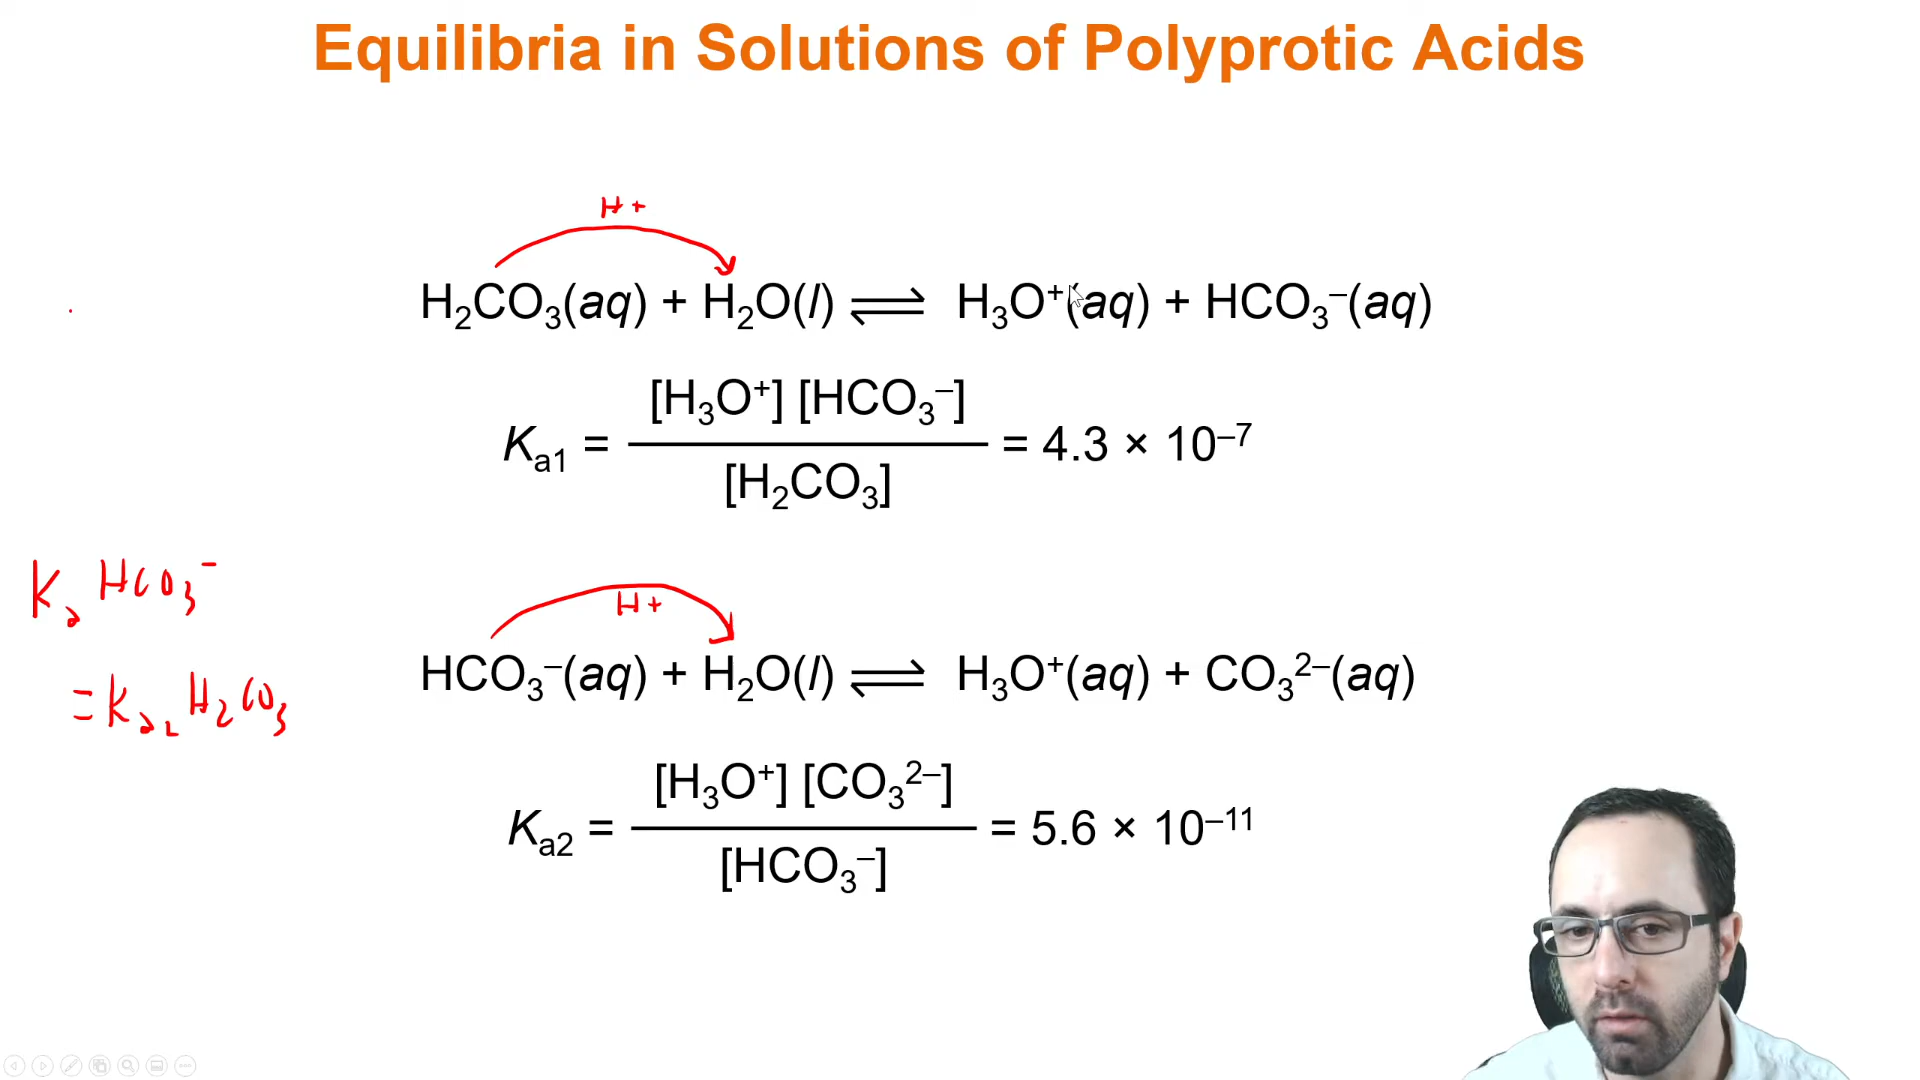 Equilibria in Solutions of Polyprotic Acids
H+
H₂CO₃(aq) + H₂O(l) ⇌ H₃O⁺(aq) + HCO₃⁻(aq)
[H₃O⁺] [HCO₃⁻]
Kₐ₁ = = 4.3 × 10⁻⁷
[H₂CO₃]
Kₐ HCO₃⁻
= Kₐ₂ H₂CO₃
H+
HCO₃⁻(aq) + H₂O(l) ⇌ H₃O⁺(aq) + CO₃²⁻(aq)
[H₃O⁺] [CO₃²⁻]
Kₐ₂ = = 5.6 × 10⁻¹¹
[HCO₃⁻]